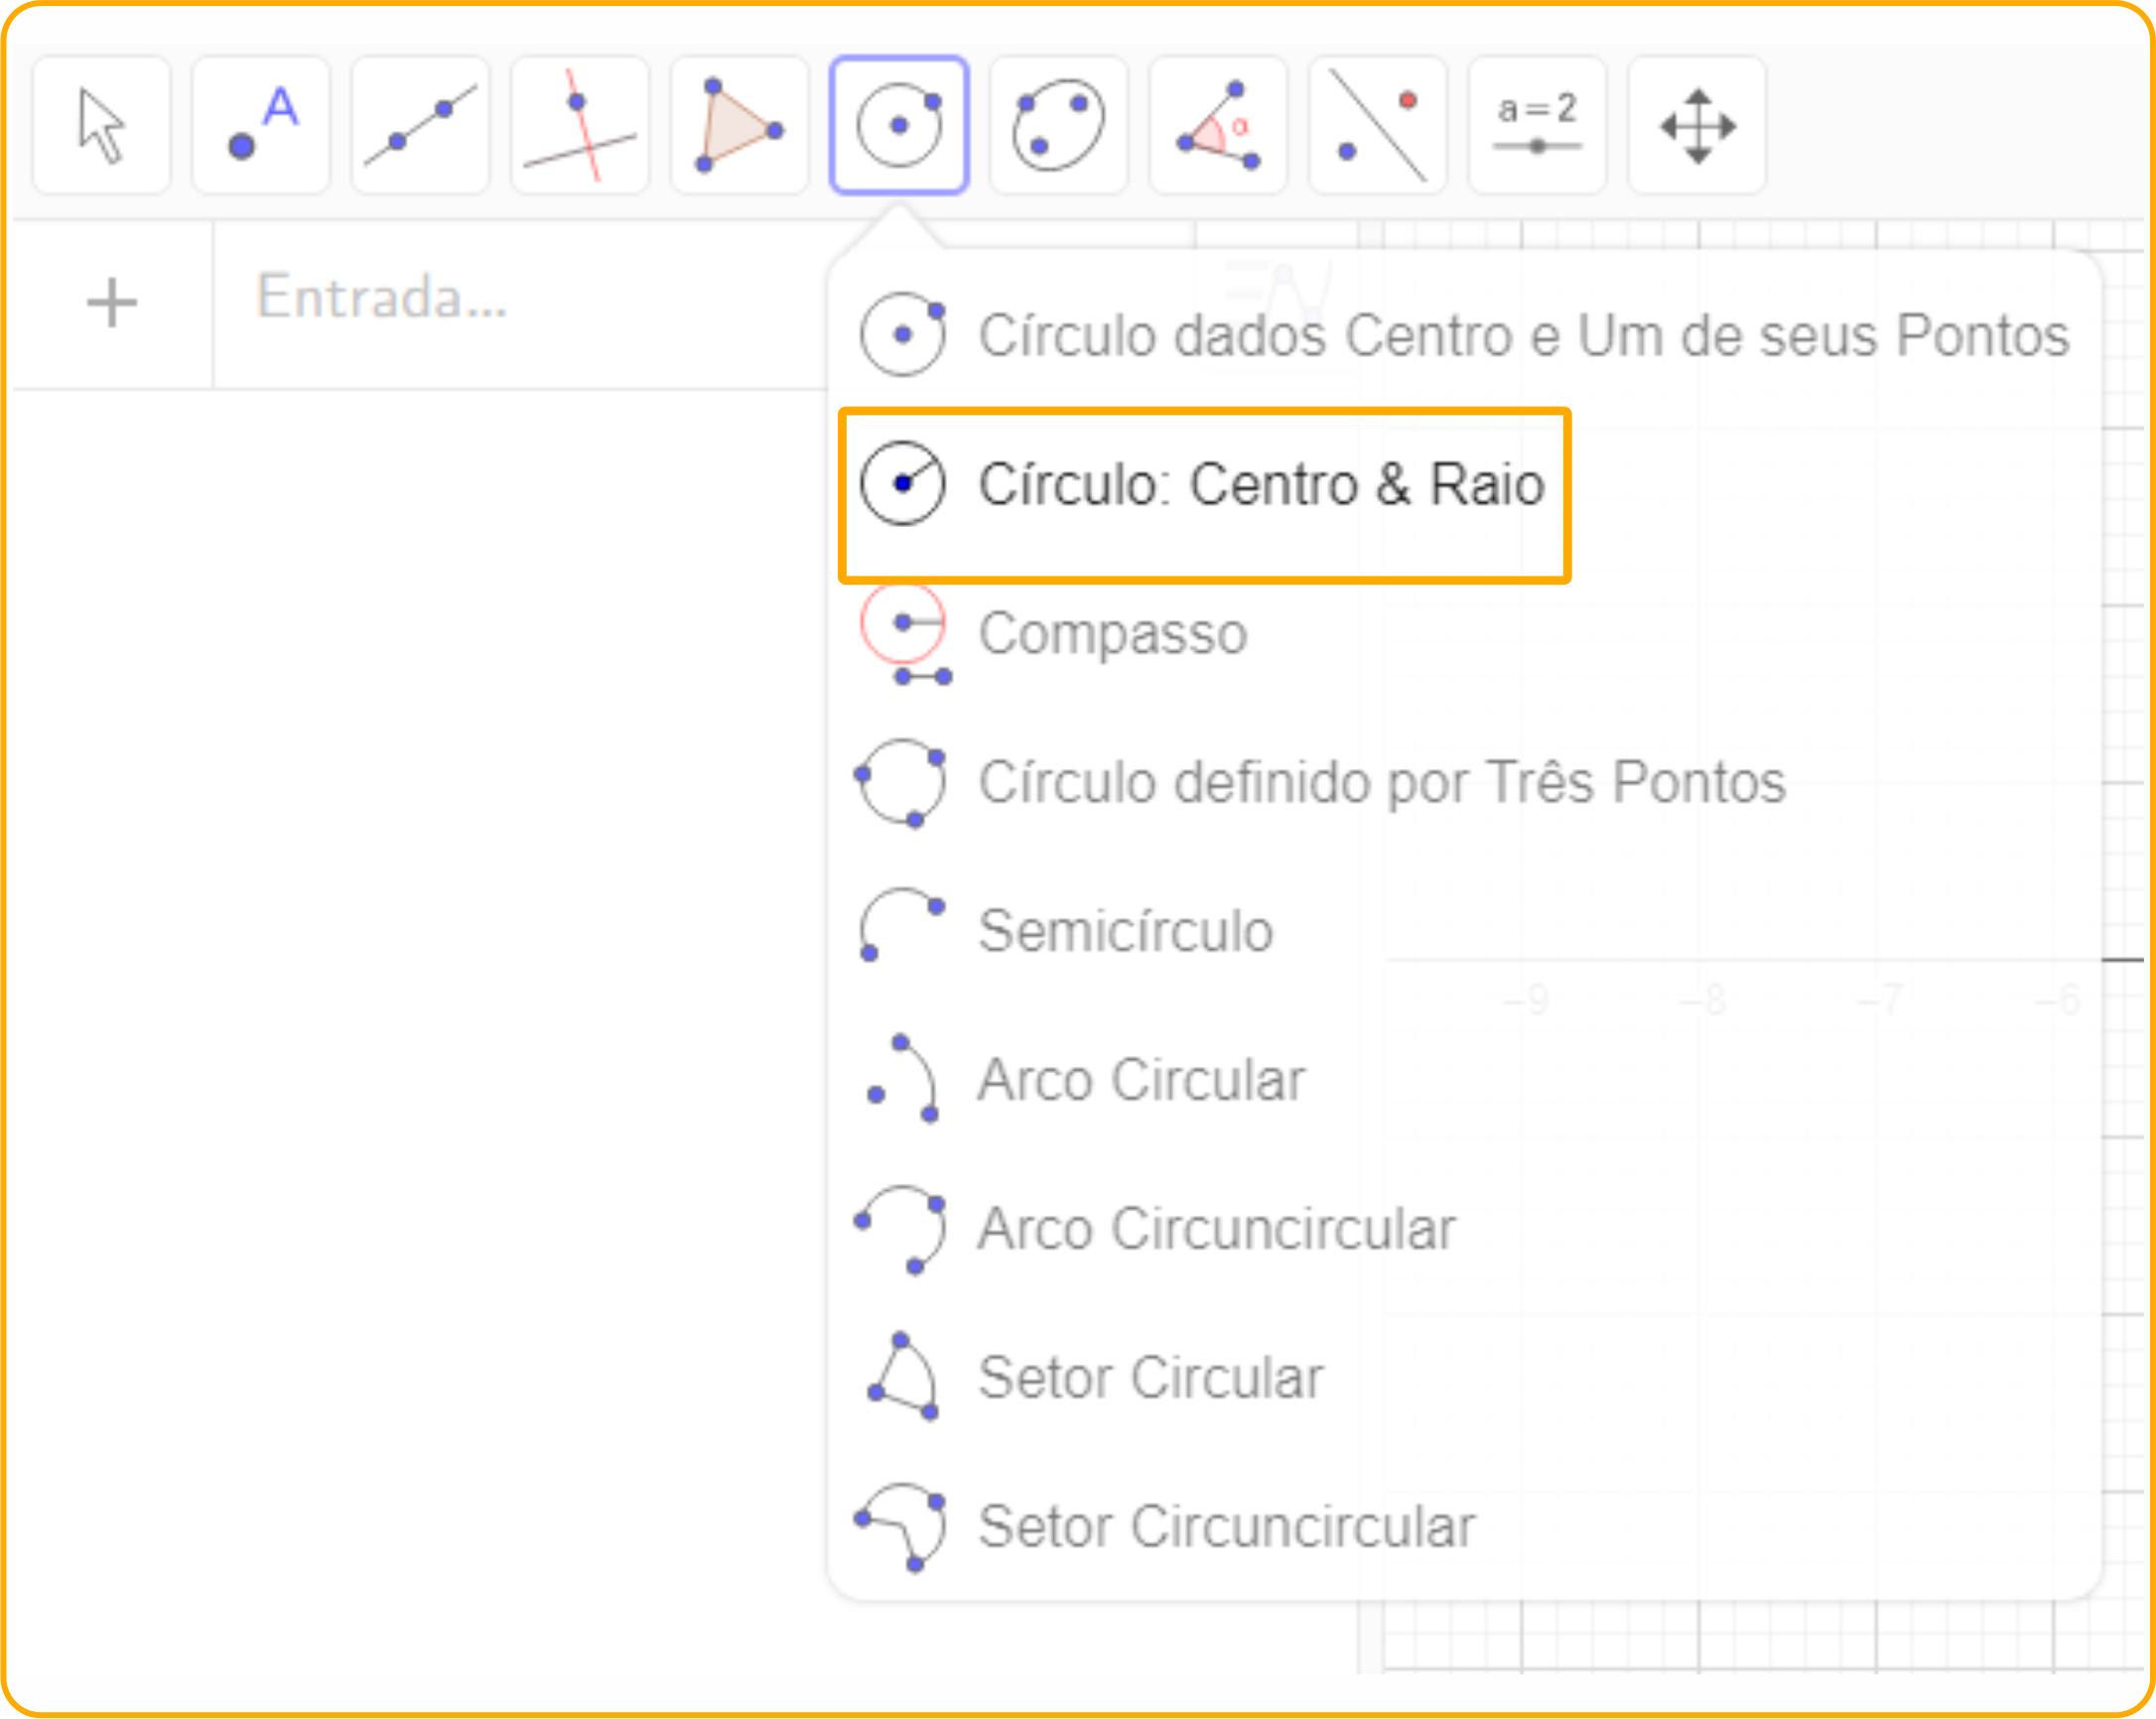 A
α
a = 2
Entrada...
Círculo dados Centro e Um de seus Pontos
Círculo: Centro & Raio
Compasso
Círculo definido por Três Pontos
Semicírculo
–9 –8 –7 –6
Arco Circular
Arco Circuncircular
Setor Circular
Setor Circuncircular